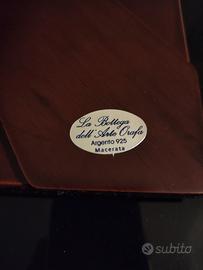 La Bottega
dell'Arte Orafa
Argento 925
Macerata
subito